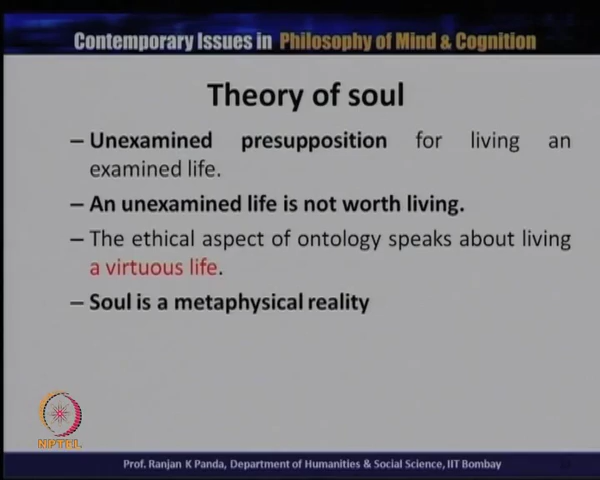 Contemporary Issues in Philosophy of Mind & Cognition
Theory of soul
– Unexamined presupposition for living an
examined life.
– An unexamined life is not worth living.
– The ethical aspect of ontology speaks about living
a virtuous life.
– Soul is a metaphysical reality
NPTEL
Prof. Ranjan K Panda, Department of Humanities & Social Science, IIT Bombay